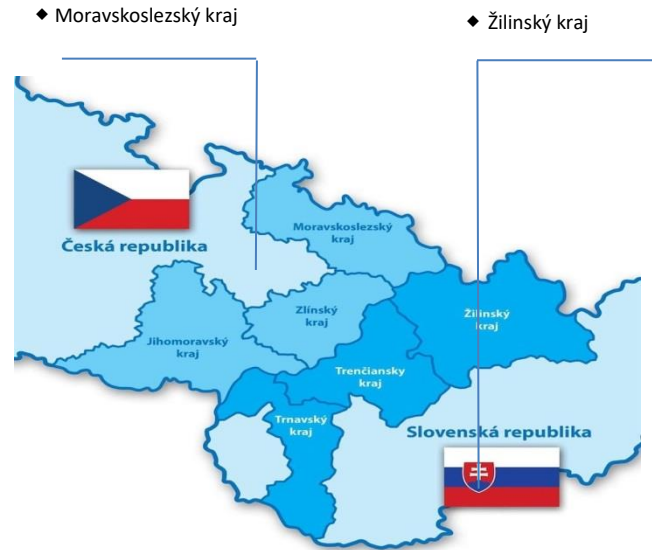 ◆ Moravskoslezský kraj
◆ Žilinský kraj
Moravskoslezský
kraj
Česká republika
Zlínský
kraj
Žilinský
kraj
Jihomoravský
kraj
Trenčiansky
kraj
Trnavský
kraj
Slovenská republika